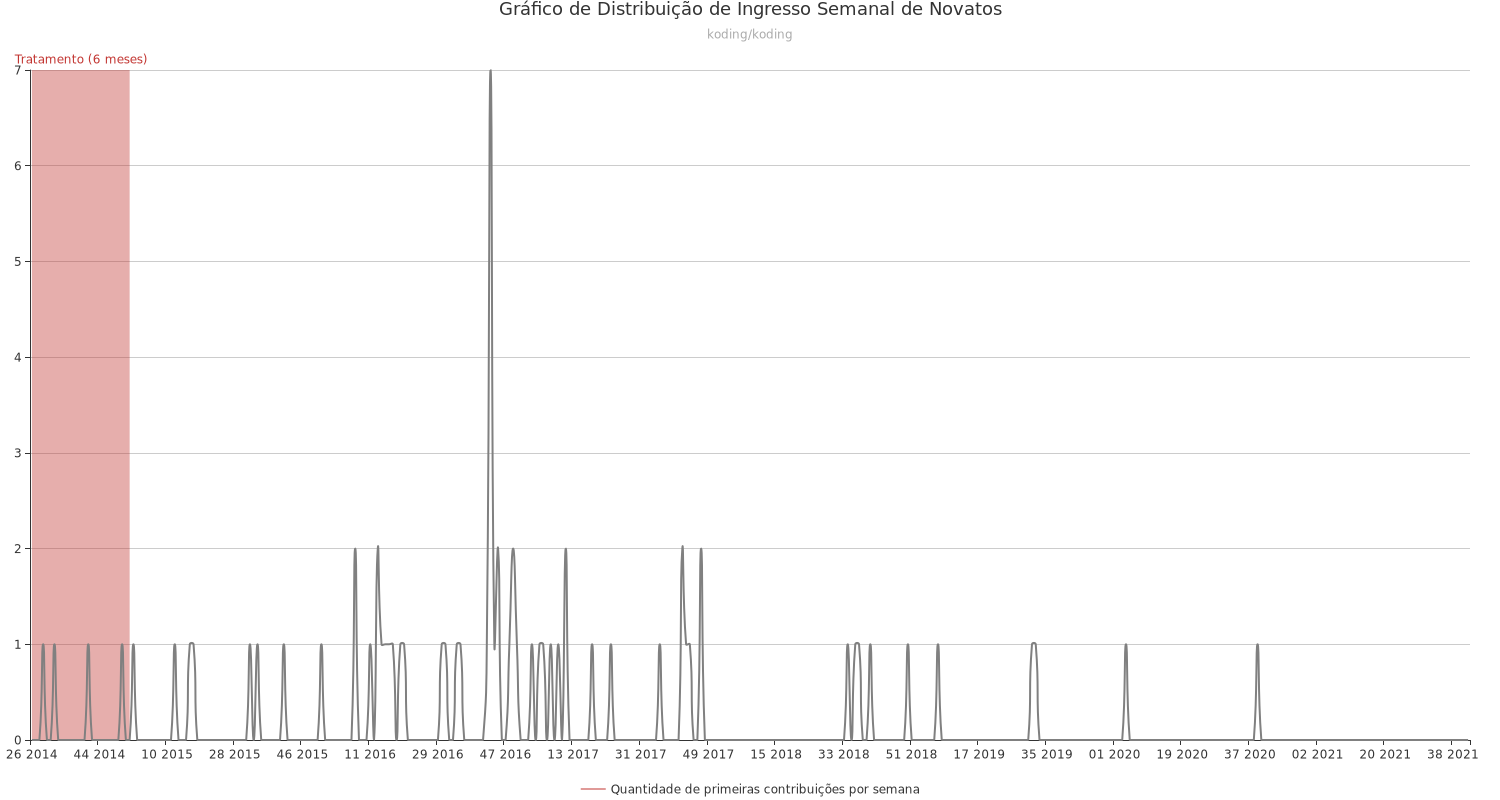 Gráfico de Distribuição de Ingresso Semanal de Novatos
koding/koding
Tratamento (6 meses)
7
6
5
4
3
2
1
0
26 2014 44 2014 10 2015 28 2015 46 2015 11 2016 29 2016 47 2016 13 2017 31 2017 49 2017 15 2018 33 2018 51 2018 17 2019 35 2019 01 2020 19 2020 37 2020 02 2021 20 2021 38 2021
Quantidade de primeiras contribuições por semana